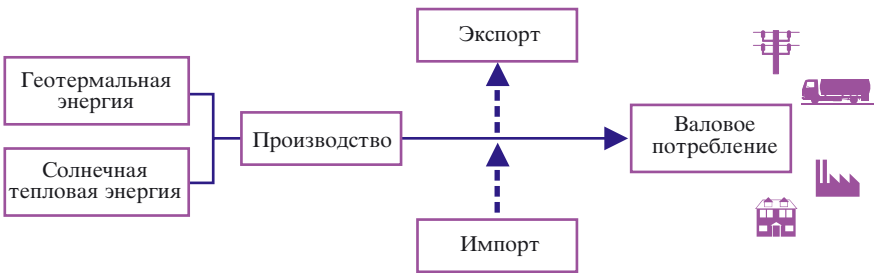 Экспорт
Геотермальная
энергия
Производство
Валовое
потребление
Солнечная
тепловая энергия
Импорт